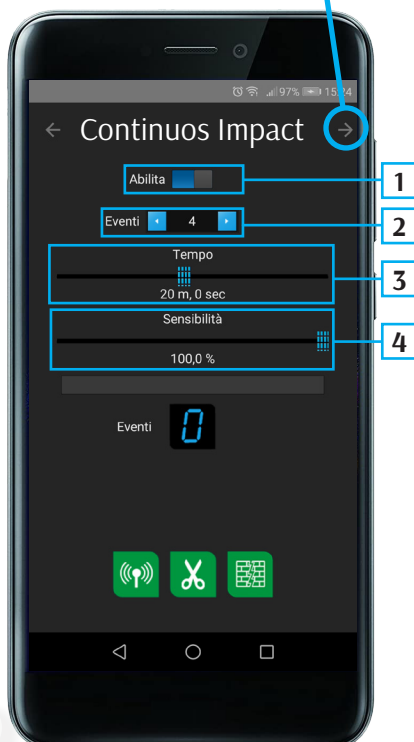 97% 15:24
Continuos Impact
Abilita
1
Eventi 4
2
Tempo
20 m, 0 sec
3
Sensibilità
100,0 %
4
Eventi 0